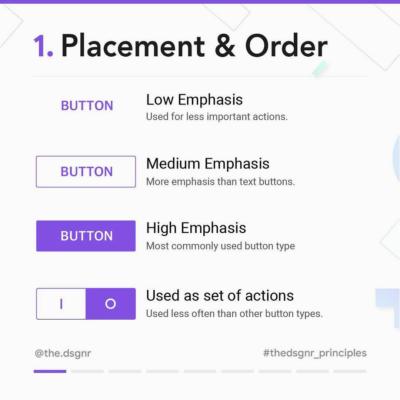 1. Placement & Order
BUTTON
Low Emphasis
Used for less important actions.
BUTTON
Medium Emphasis
More emphasis than text buttons.
BUTTON
High Emphasis
Most commonly used button type
I O
Used as set of actions
Used less often than other button types.
@the.dsgnr
#thedsgnr_principles